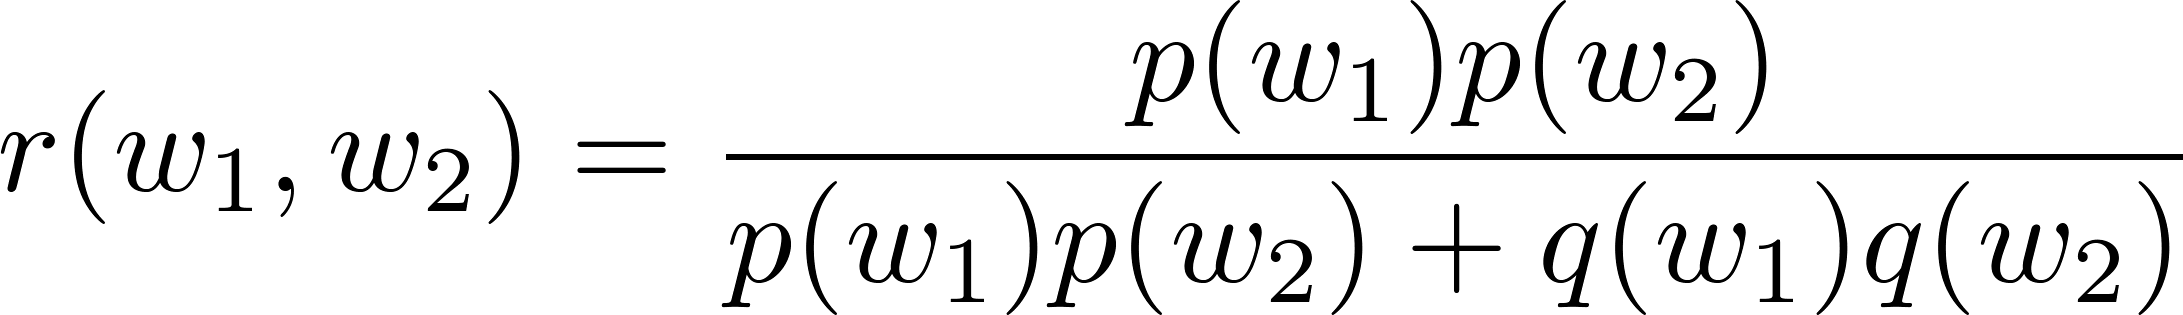 r(w_1, w_2) = \frac{p(w_1)p(w_2)}{p(w_1)p(w_2) + q(w_1)q(w_2)}